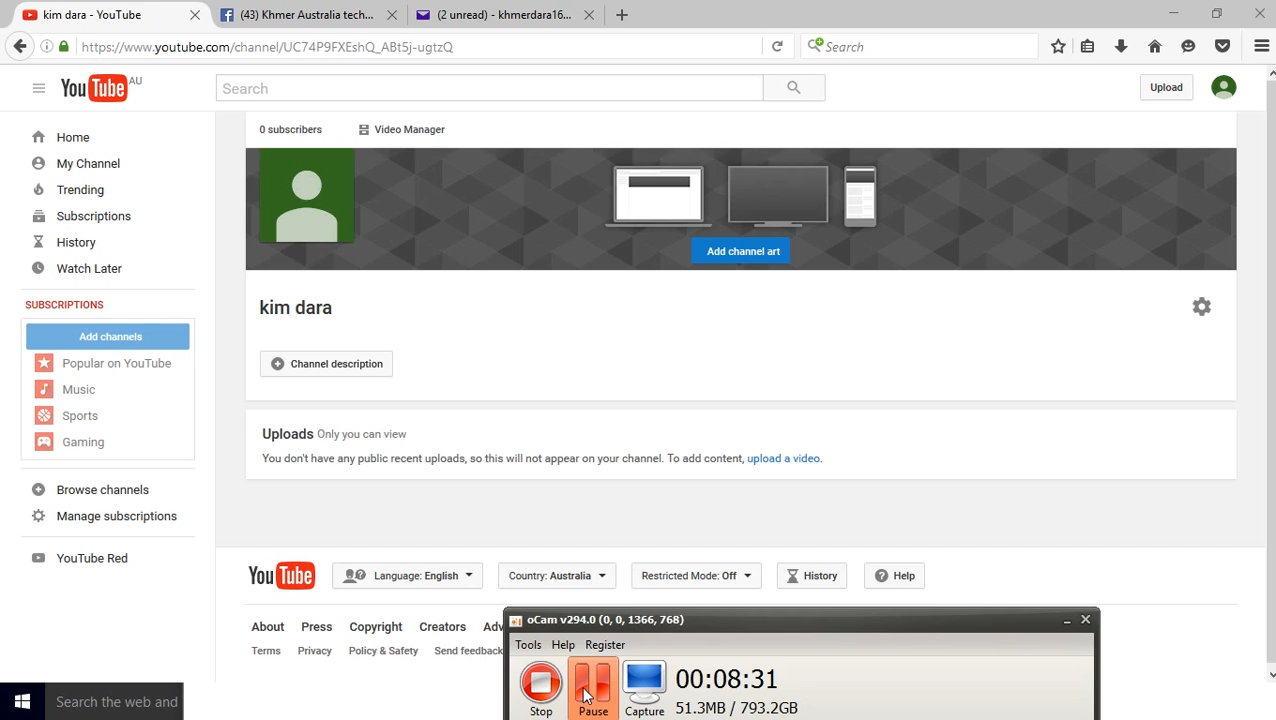 kim dara - YouTube
(43) Khmer Australia tech...
(2 unread) - khmerdara16...
https://www.youtube.com/channel/UC74P9FXEshQ_ABt5j-ugtzQ
Search
YouTube AU
Search
Upload
Home
My Channel
Trending
Subscriptions
History
Watch Later
SUBSCRIPTIONS
Add channels
Popular on YouTube
Music
Sports
Gaming
Browse channels
Manage subscriptions
YouTube Red
0 subscribers
Video Manager
Add channel art
kim dara
Channel description
Uploads Only you can view
You don't have any public recent uploads, so this will not appear on your channel. To add content, upload a video.
YouTube
Language: English
Country: Australia
Restricted Mode: Off
History
Help
About Press Copyright Creators Adv
Terms Privacy Policy & Safety Send feedback
oCam v294.0 (0, 0, 1366, 768)
Tools Help Register
00:08:31
51.3MB / 793.2GB
Stop Pause Capture
Search the web and